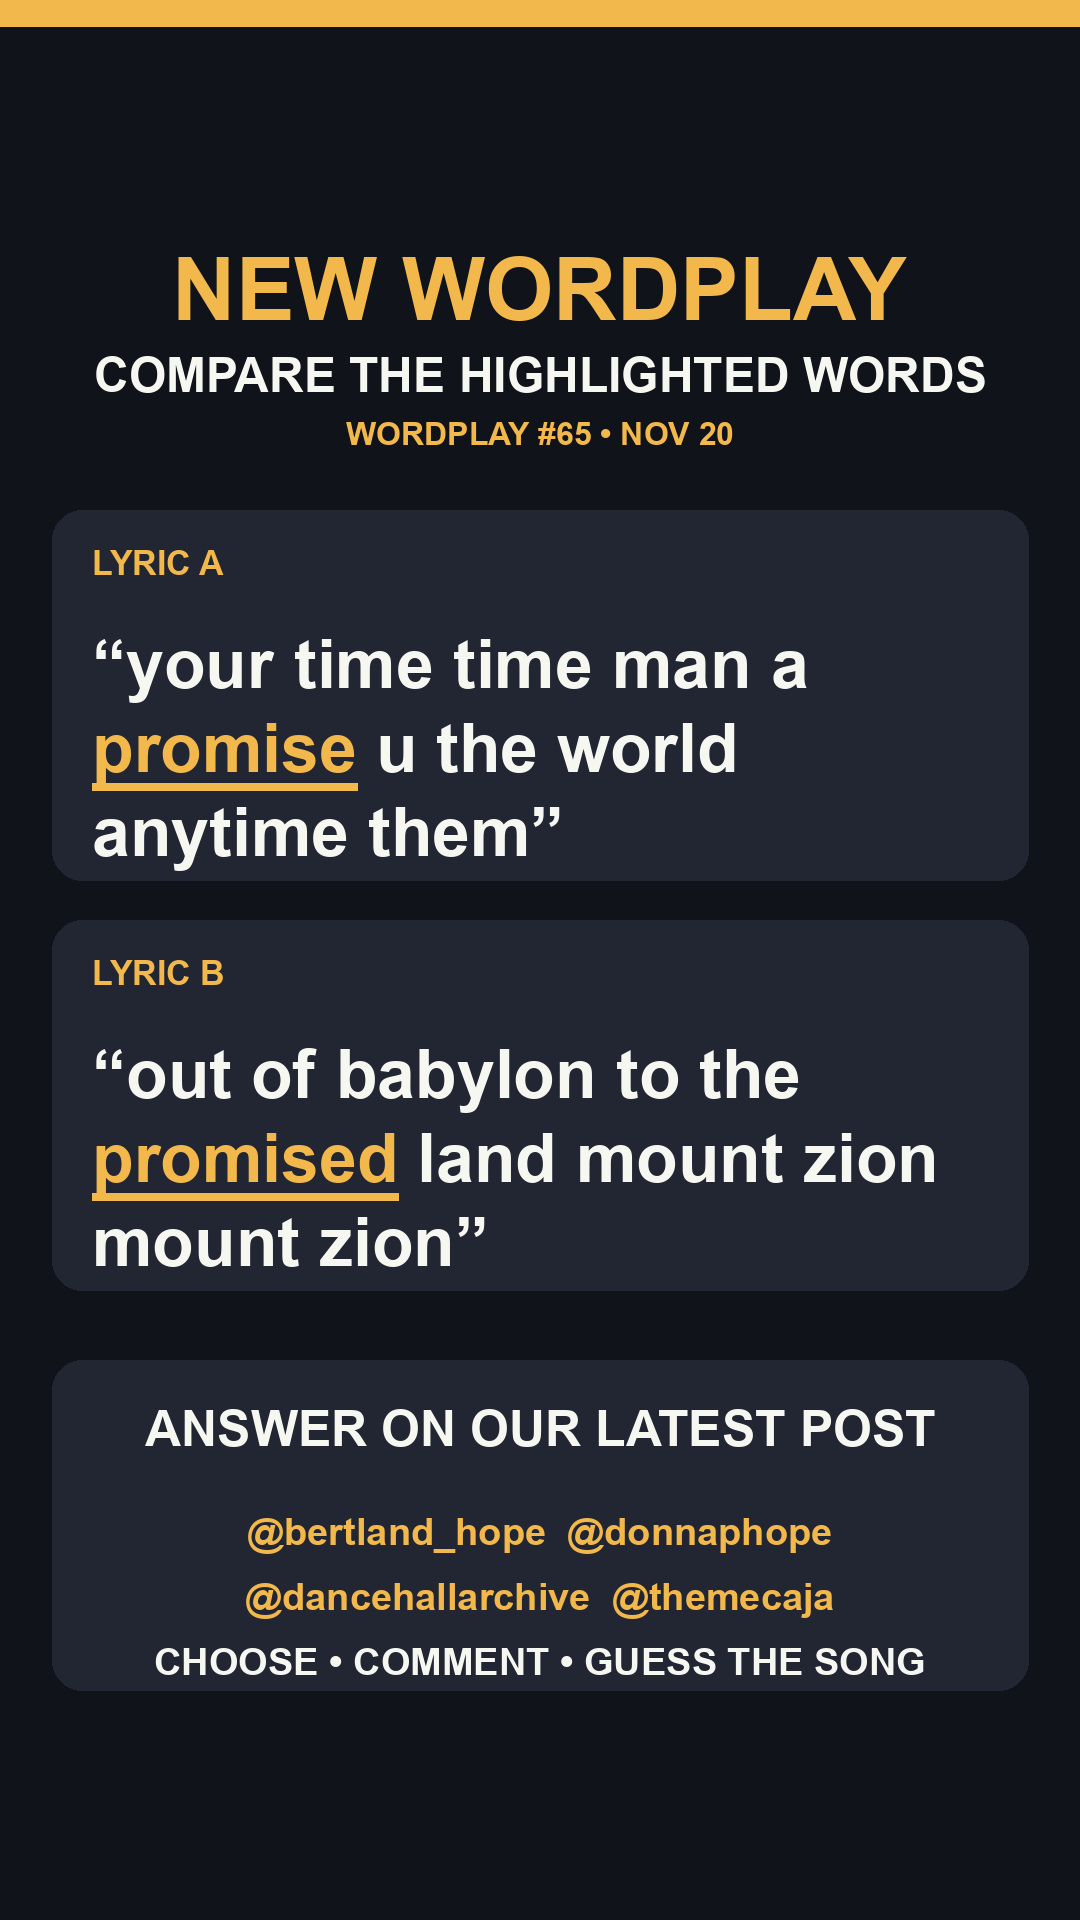 NEW WORDPLAY
COMPARE THE HIGHLIGHTED WORDS
WORDPLAY #65 • NOV 20
LYRIC A
“your time time man a
promise u the world
anytime them”
LYRIC B
“out of babylon to the
promised land mount zion
mount zion”
ANSWER ON OUR LATEST POST
@bertland_hope @donnaphope
@dancehallarchive @themecaja
CHOOSE • COMMENT • GUESS THE SONG